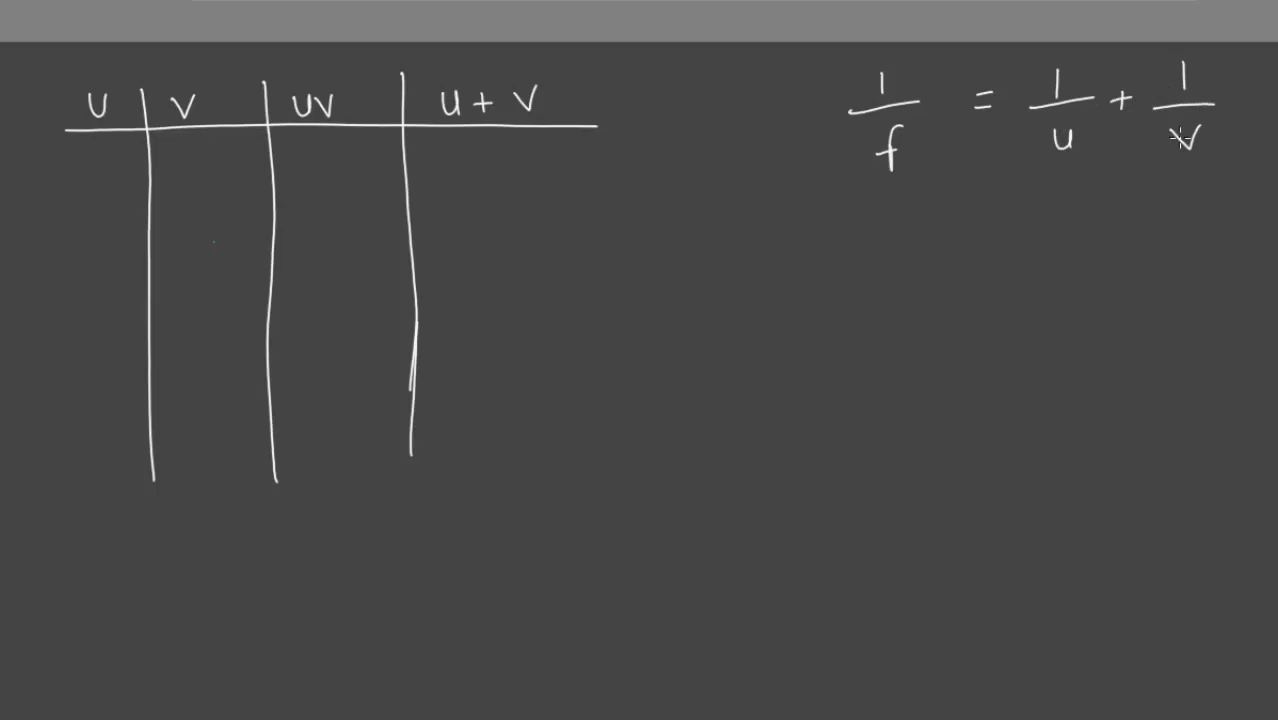 u v uv u + v
1/f = 1/u + 1/v